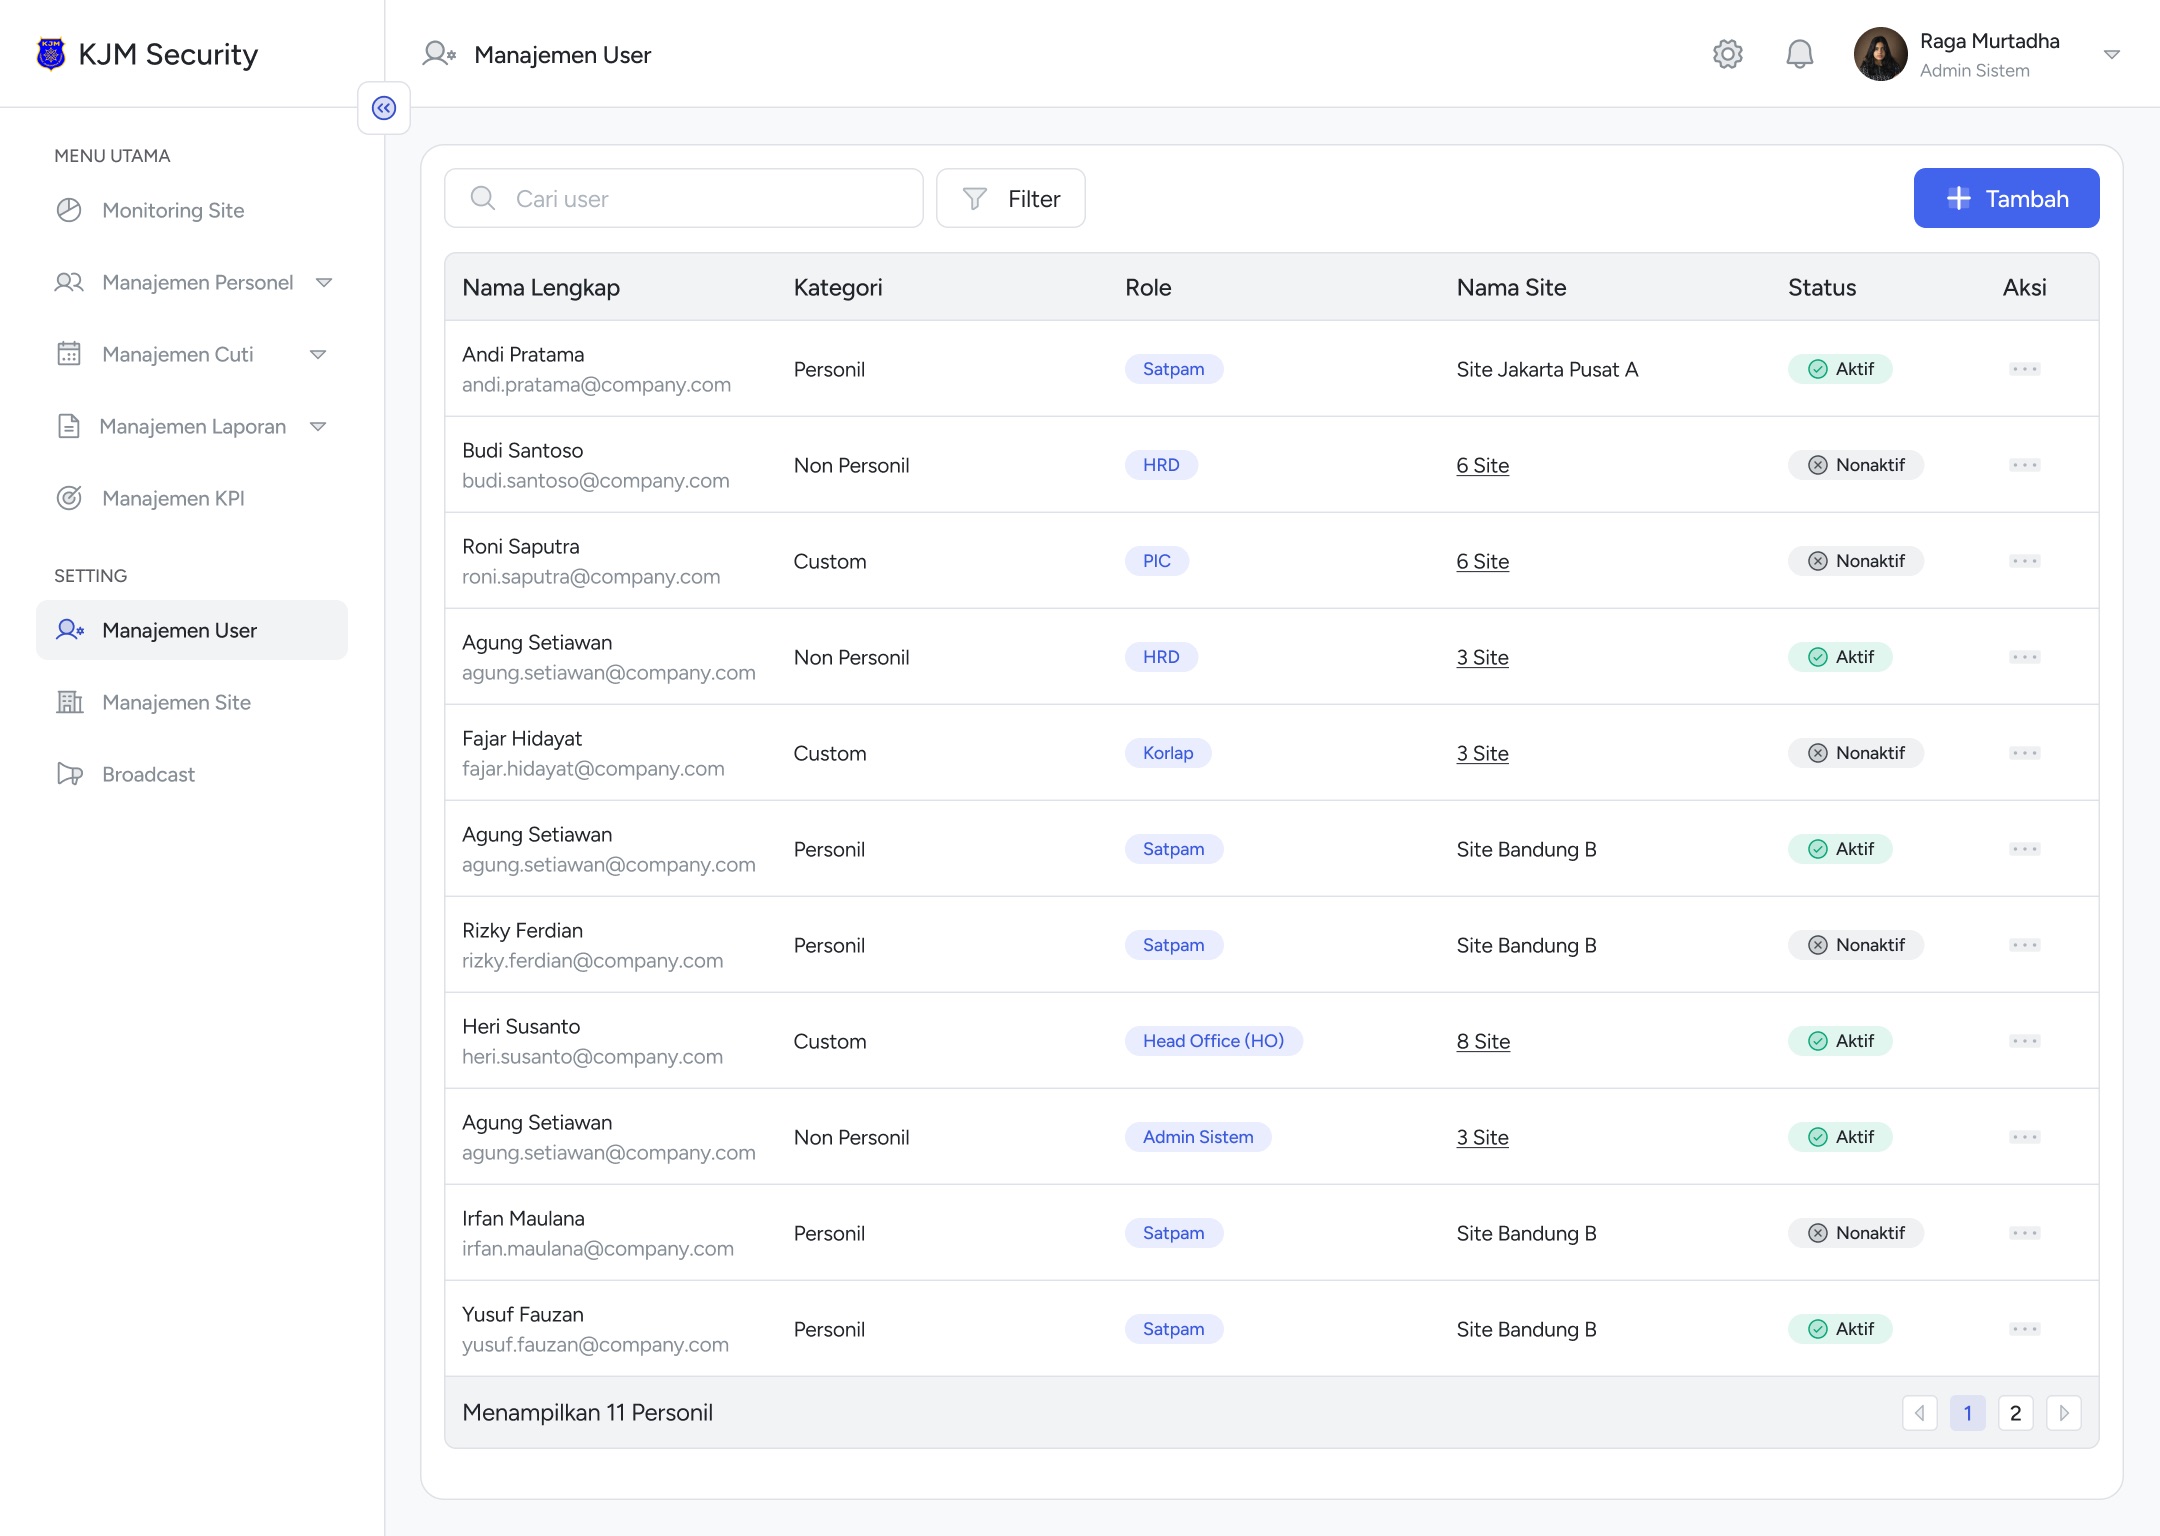 KJM
KJM Security
Manajemen User
Raga Murtadha
Admin Sistem
MENU UTAMA
Monitoring Site
Manajemen Personel
Manajemen Cuti
Manajemen Laporan
Manajemen KPI
SETTING
Manajemen User
Manajemen Site
Broadcast
Cari user
Filter
Tambah
Nama Lengkap Kategori Role Nama Site Status Aksi
Andi Pratama
andi.pratama@company.com
Personil Satpam Site Jakarta Pusat A Aktif
Budi Santoso
budi.santoso@company.com
Non Personil HRD 6 Site Nonaktif
Roni Saputra
roni.saputra@company.com
Custom PIC 6 Site Nonaktif
Agung Setiawan
agung.setiawan@company.com
Non Personil HRD 3 Site Aktif
Fajar Hidayat
fajar.hidayat@company.com
Custom Korlap 3 Site Nonaktif
Agung Setiawan
agung.setiawan@company.com
Personil Satpam Site Bandung B Aktif
Rizky Ferdian
rizky.ferdian@company.com
Personil Satpam Site Bandung B Nonaktif
Heri Susanto
heri.susanto@company.com
Custom Head Office (HO) 8 Site Aktif
Agung Setiawan
agung.setiawan@company.com
Non Personil Admin Sistem 3 Site Aktif
Irfan Maulana
irfan.maulana@company.com
Personil Satpam Site Bandung B Nonaktif
Yusuf Fauzan
yusuf.fauzan@company.com
Personil Satpam Site Bandung B Aktif
Menampilkan 11 Personil
1 2